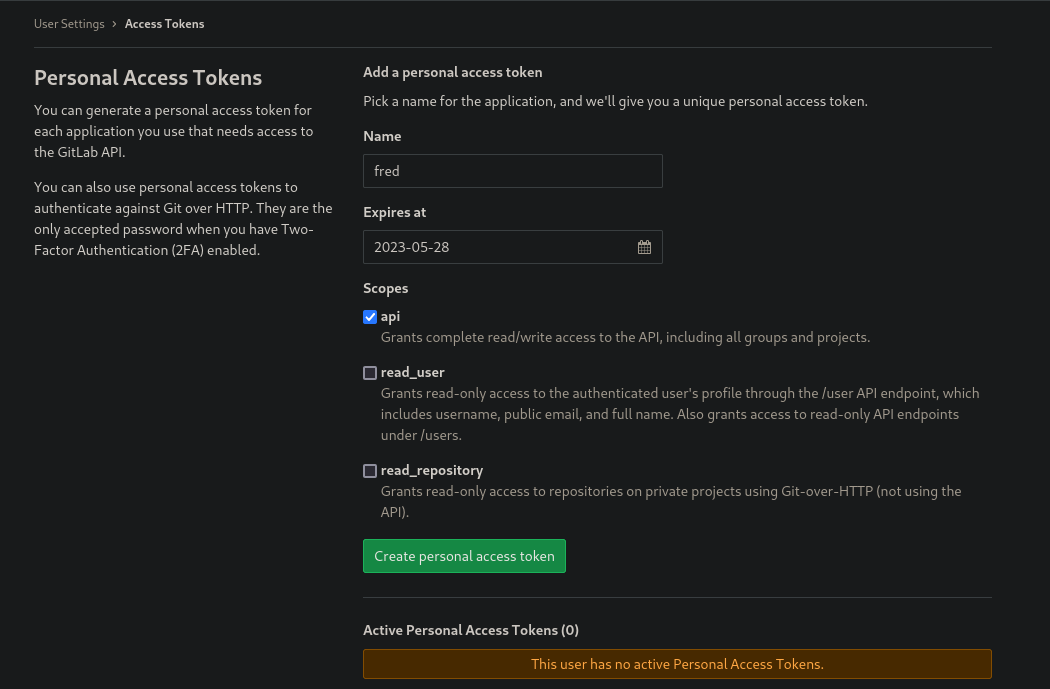 User Settings › Access Tokens
Personal Access Tokens
You can generate a personal access token for
each application you use that needs access to
the GitLab API.
You can also use personal access tokens to
authenticate against Git over HTTP. They are the
only accepted password when you have Two-
Factor Authentication (2FA) enabled.
Add a personal access token
Pick a name for the application, and we'll give you a unique personal access token.
Name
fred
Expires at
2023-05-28
Scopes
api
Grants complete read/write access to the API, including all groups and projects.
read_user
Grants read-only access to the authenticated user's profile through the /user API endpoint, which
includes username, public email, and full name. Also grants access to read-only API endpoints
under /users.
read_repository
Grants read-only access to repositories on private projects using Git-over-HTTP (not using the
API).
Create personal access token
Active Personal Access Tokens (0)
This user has no active Personal Access Tokens.